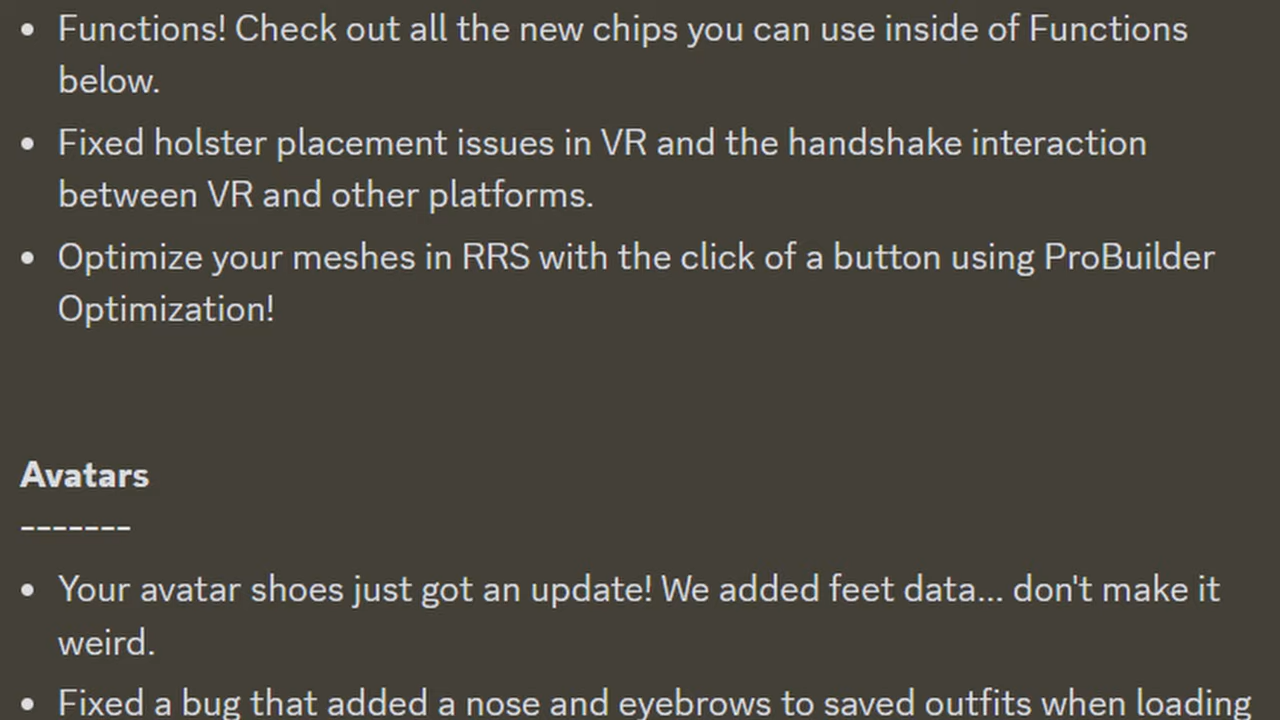 • Functions! Check out all the new chips you can use inside of Functions
below.
• Fixed holster placement issues in VR and the handshake interaction
between VR and other platforms.
• Optimize your meshes in RRS with the click of a button using ProBuilder
Optimization!
Avatars
-------
• Your avatar shoes just got an update! We added feet data... don't make it
weird.
• Fixed a bug that added a nose and eyebrows to saved outfits when loading